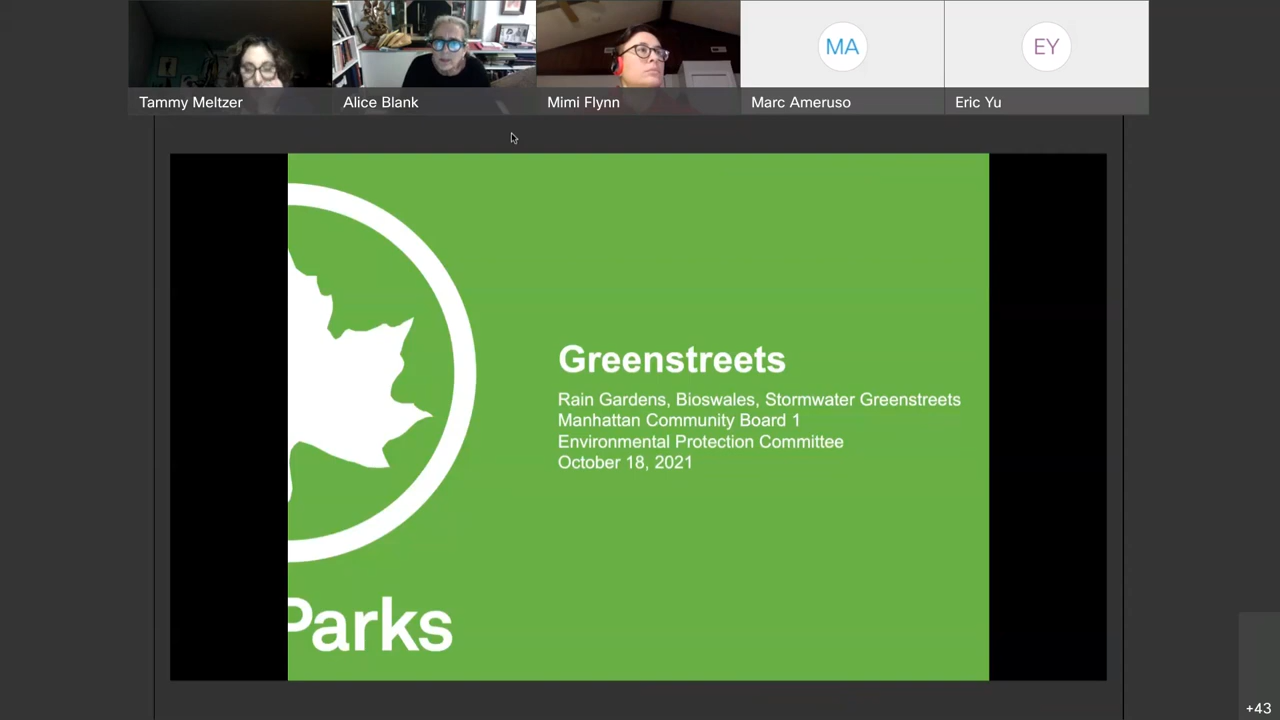 MA
EY
Tammy Meltzer
Alice Blank
Mimi Flynn
Marc Ameruso
Eric Yu
Greenstreets
Rain Gardens, Bioswales, Stormwater Greenstreets
Manhattan Community Board 1
Environmental Protection Committee
October 18, 2021
Parks
+43